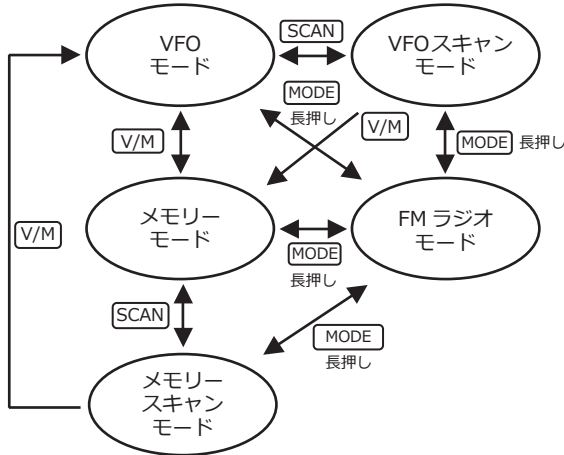 VFO
モード
SCAN
VFOスキャン
モード
MODE
長押し
V/M
V/M
MODE 長押し
V/M
メモリー
モード
FM ラジオ
モード
MODE
長押し
SCAN
MODE
長押し
メモリー
スキャン
モード